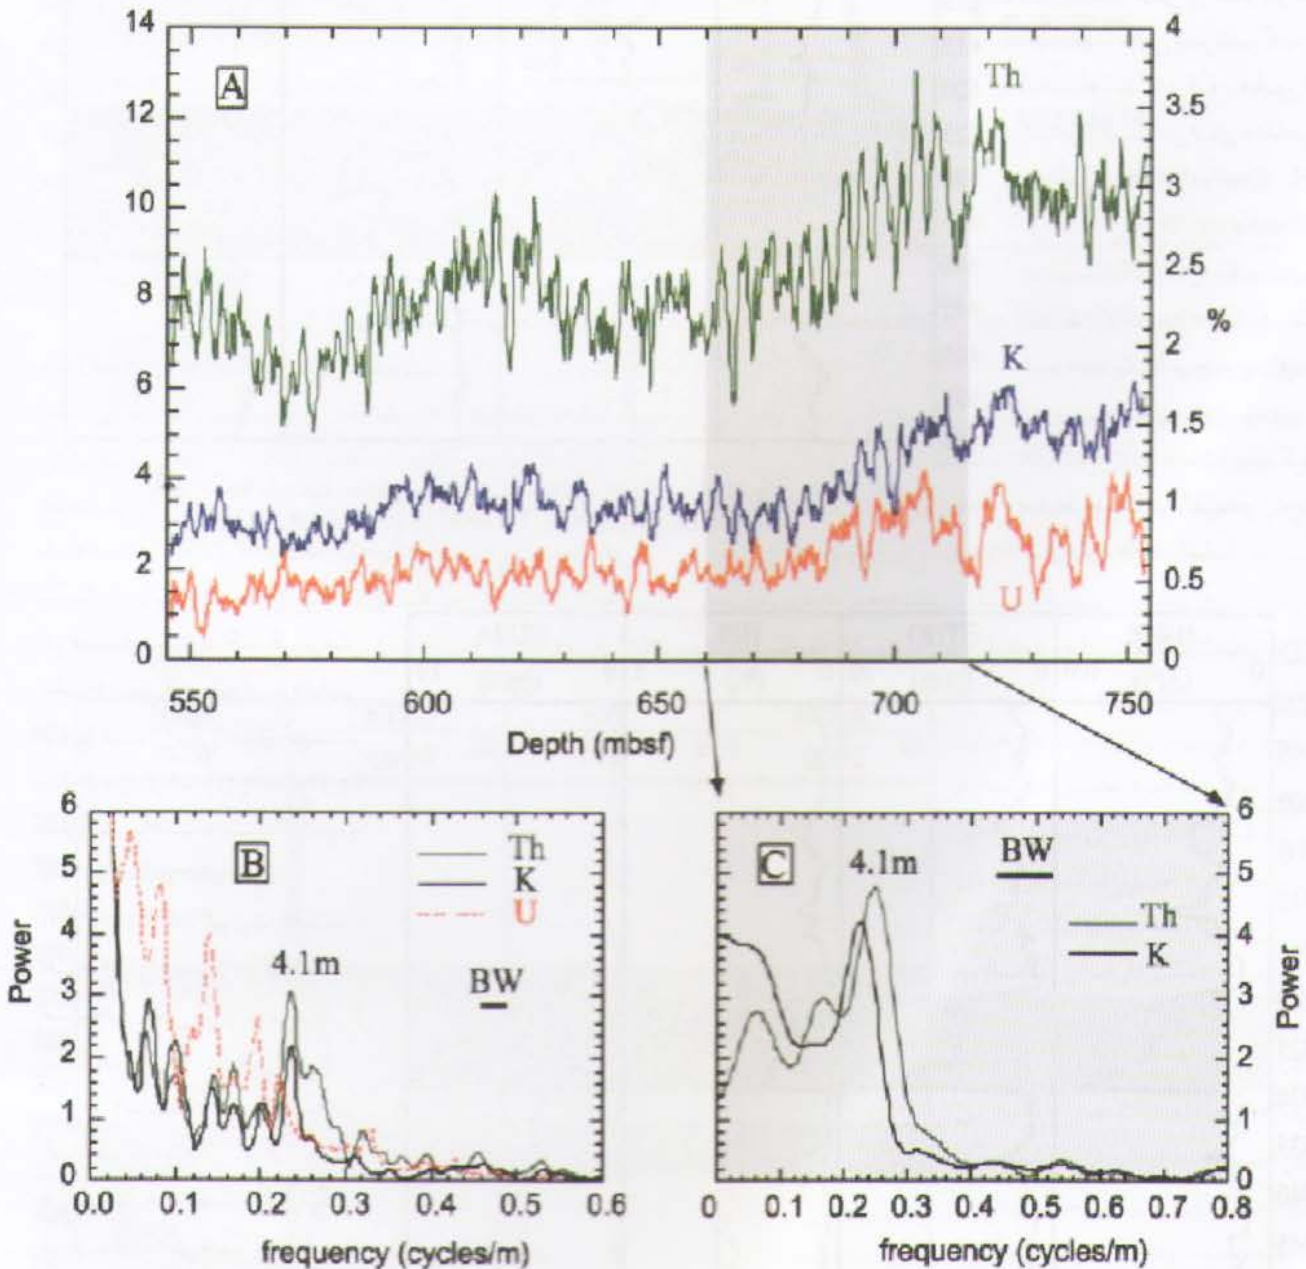 14
12
10
8
6
4
2
0
A
Th
K
U
4
3.5
3
2.5
%
2
1.5
1
0.5
0
550 600 650 700 750
Depth (mbsf)
6
5
4
3
2
1
0
Power
B
Th
K
U
4.1m
BW
0.0 0.1 0.2 0.3 0.4 0.5 0.6
frequency (cycles/m)
C
4.1m
BW
Th
K
6
5
4
3
2
1
0
Power
0 0.1 0.2 0.3 0.4 0.5 0.6 0.7 0.8
frequency (cycles/m)